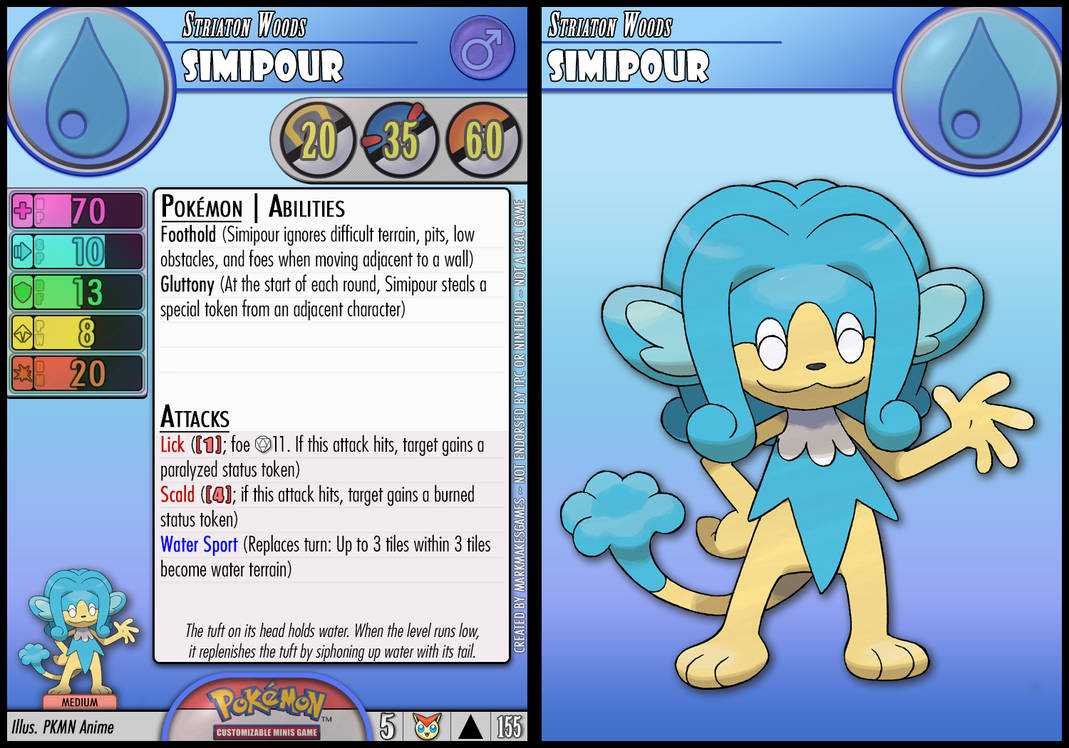 Striaton Woods
SIMIPOUR
20 35 60
70
10
13
8
20
Pokémon | Abilities
Foothold (Simipour ignores difficult terrain, pits, low
obstacles, and foes when moving adjacent to a wall)
Gluttony (At the start of each round, Simipour steals a
special token from an adjacent character)
Attacks
Lick ([1]; foe 11. If this attack hits, target gains a
paralyzed status token)
Scald ([4]; if this attack hits, target gains a burned
status token)
Water Sport (Replaces turn: Up to 3 tiles within 3 tiles
become water terrain)
The tuft on its head holds water. When the level runs low,
it replenishes the tuft by siphoning up water with its tail.
CREATED BY MARKMAKESGAMES -- NOT ENDORSED BY TPC OR NINTENDO -- NOT A REAL GAME
MEDIUM
Illus. PKMN Anime
POKéMON™
CUSTOMIZABLE MINIS GAME
5
155
Striaton Woods
SIMIPOUR